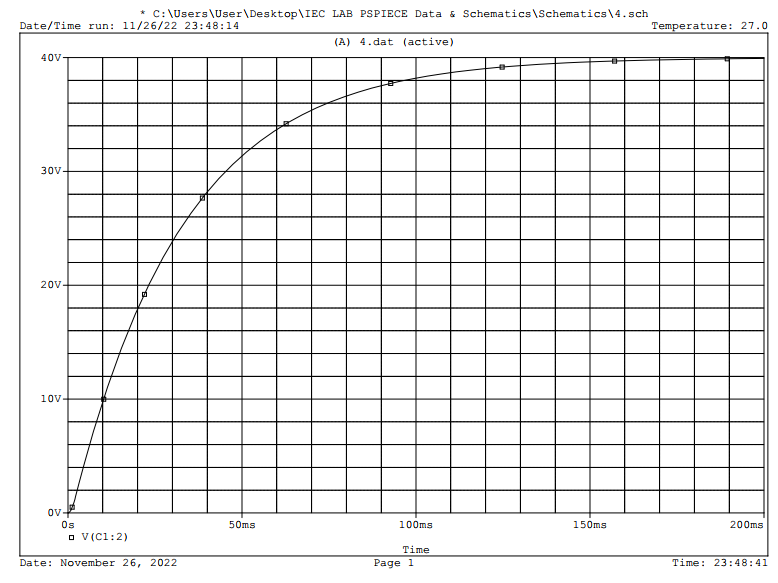 * C:\Users\User\Desktop\IEC LAB PSPIECE Data & Schematics\Schematics\4.sch
Date/Time run: 11/26/22 23:48:14 Temperature: 27.0
(A) 4.dat (active)
40V
30V
20V
10V
0V
0s 50ms 100ms 150ms 200ms
V(C1:2)
Time
Date: November 26, 2022 Page 1 Time: 23:48:41